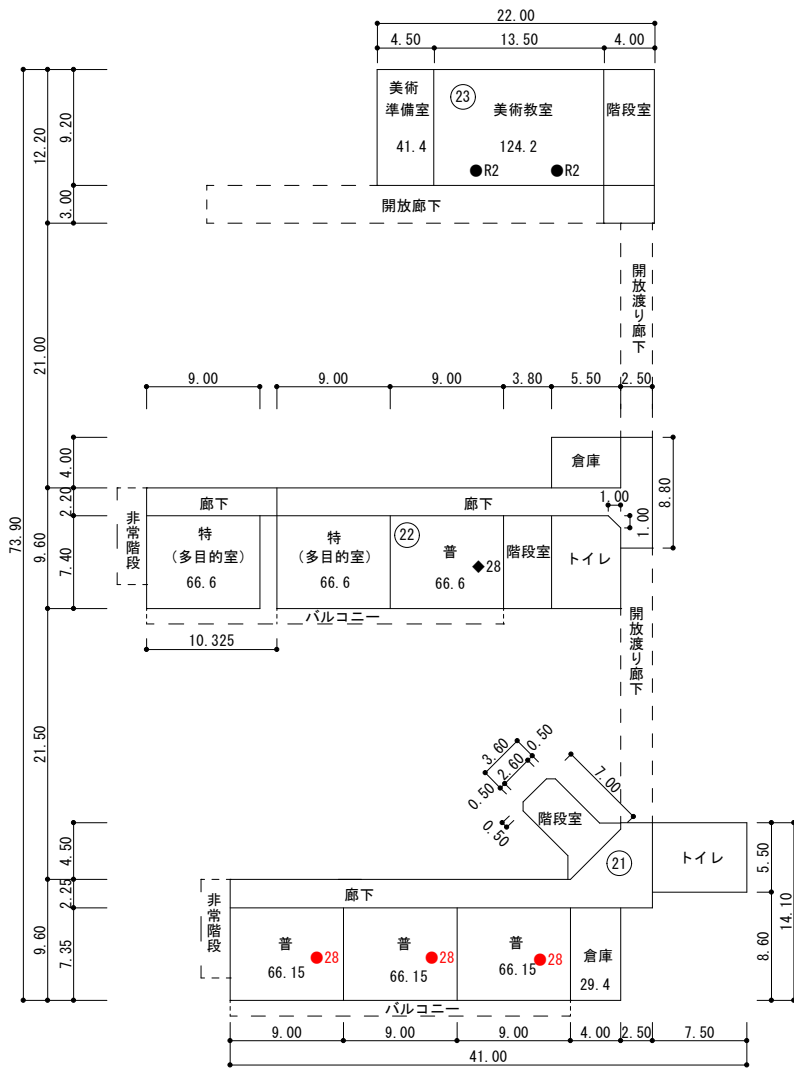 22.00
4.50 13.50 4.00
美術
準備室
41.4
23
美術教室
124.2
階段室
●R2 ●R2
12.20
9.20
3.00
開放廊下
開放渡り廊下
73.90
21.00
9.00 9.00 9.00 3.80 5.50 2.50
4.00
倉庫
8.80
2.20
廊下 廊下
1.00
1.00
非常階段
9.60
7.40
特
(多目的室)
66.6
特
(多目的室)
66.6
22
普
◆28
66.6
階段室
トイレ
バルコニー
10.325
開放渡り廊下
21.50
3.60
0.50
2.60
0.50
0.50
7.00
階段室
21
トイレ
4.50
5.50
14.10
2.25
廊下
非常階段
9.60
7.35
8.60
普
●28
66.15
普
●28
66.15
普
●28
66.15
倉庫
29.4
バルコニー
9.00 9.00 9.00 4.00 2.50 7.50
41.00